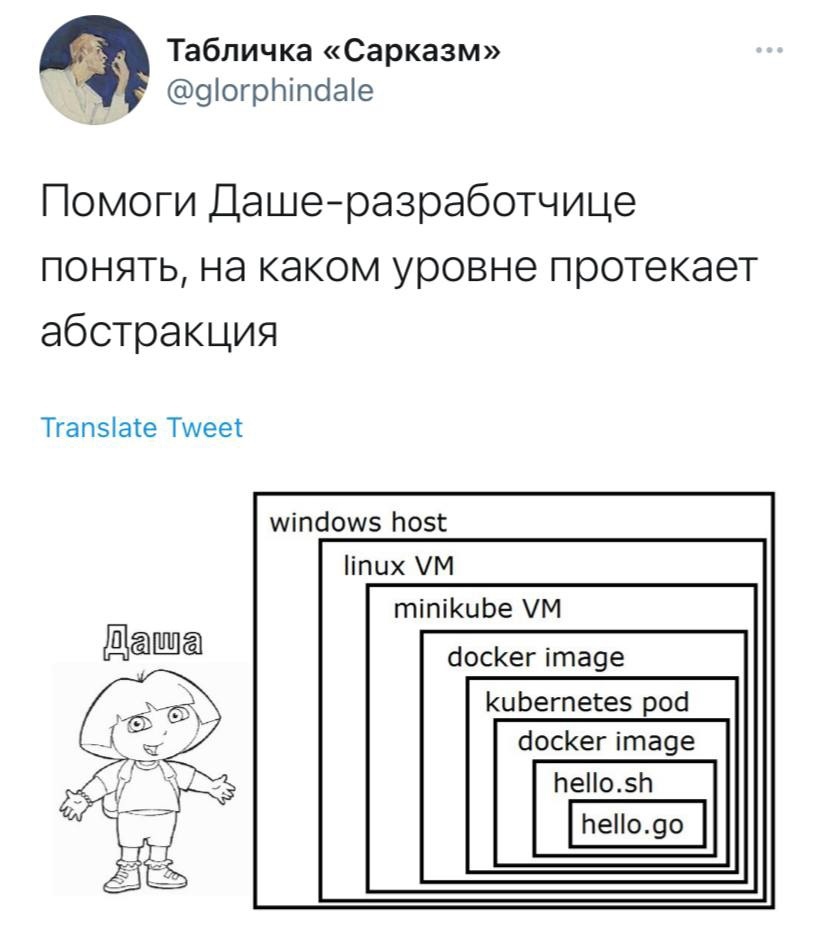 Табличка «Сарказм»
@glorphindale
Помоги Даше-разработчице
понять, на каком уровне протекает
абстракция
Translate Tweet
windows host
linux VM
minikube VM
Даша
docker image
kubernetes pod
docker image
hello.sh
hello.go